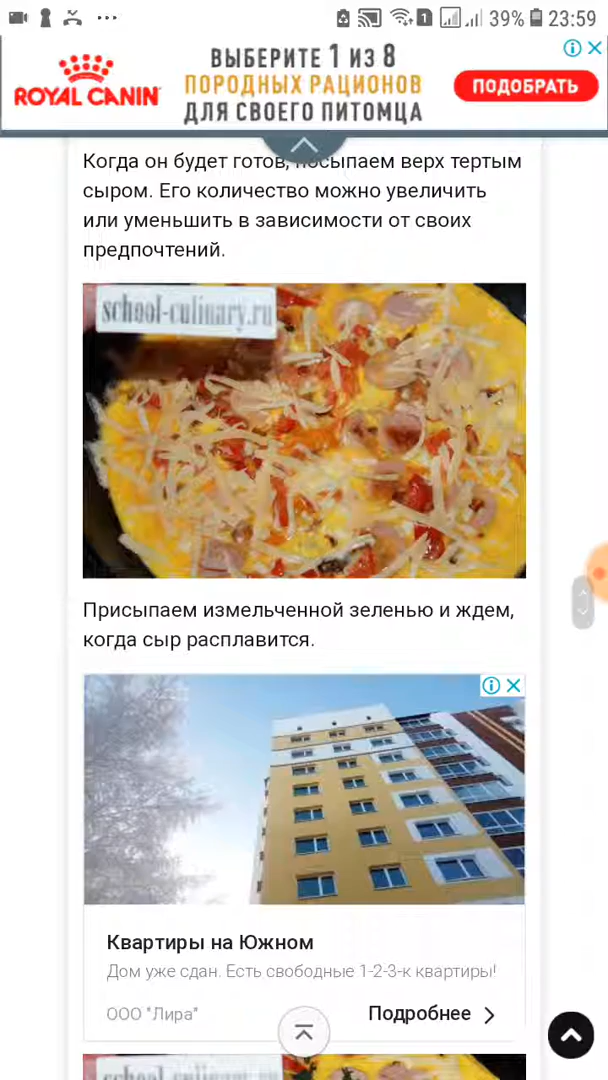 39% 23:59
ROYAL CANIN
ВЫБЕРИТЕ 1 ИЗ 8
ПОРОДНЫХ РАЦИОНОВ
ДЛЯ СВОЕГО ПИТОМЦА
ПОДОБРАТЬ
Когда он будет готов, посыпаем верх тертым
сыром. Его количество можно увеличить
или уменьшить в зависимости от своих
предпочтений.
school-culinary.ru
Присыпаем измельченной зеленью и ждем,
когда сыр расплавится.
Квартиры на Южном
Дом уже сдан. Есть свободные 1-2-3-к квартиры!
ООО "Лира"
Подробнее
school-culinary.ru